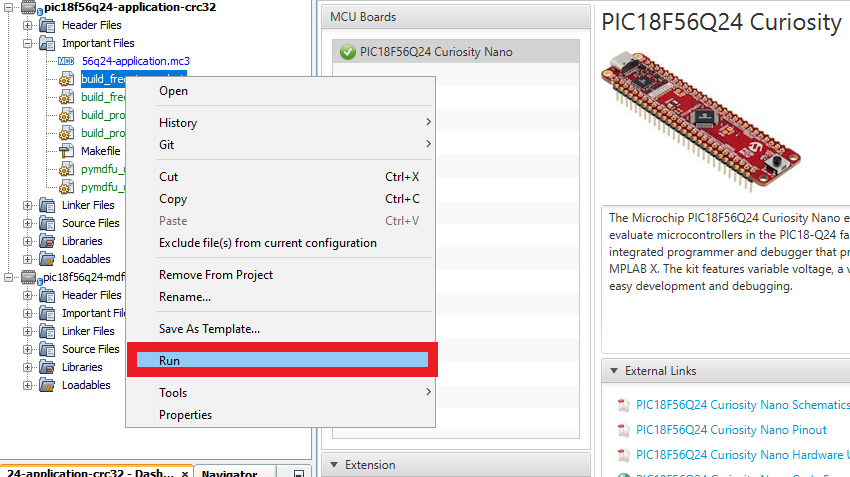 pic18f56q24-application-crc32
Header Files
Important Files
56q24-application.mc3
build_free
build_free
build_pro
build_pro
Makefile
pymdfu_
pymdfu_
Linker Files
Source Files
Libraries
Loadables
pic18f56q24-mdf
Header Files
Important Fi
Linker Files
Source Files
Libraries
Loadables
Open
History
Git
Cut Ctrl+X
Copy Ctrl+C
Paste Ctrl+V
Exclude file(s) from current configuration
Remove From Project
Rename...
Save As Template...
Run
Tools
Properties
24-application-crc32 - Dash... ×
Navigator
MCU Boards
PIC18F56Q24 Curiosity Nano
Extension
PIC18F56Q24 Curiosity
The Microchip PIC18F56Q24 Curiosity Nano e
evaluate microcontrollers in the PIC18-Q24 fa
integrated programmer and debugger that pr
MPLAB X. The kit features variable voltage, a v
easy development and debugging.
External Links
PIC18F56Q24 Curiosity Nano Schematics
PIC18F56Q24 Curiosity Nano Pinout
PIC18F56Q24 Curiosity Nano Hardware U